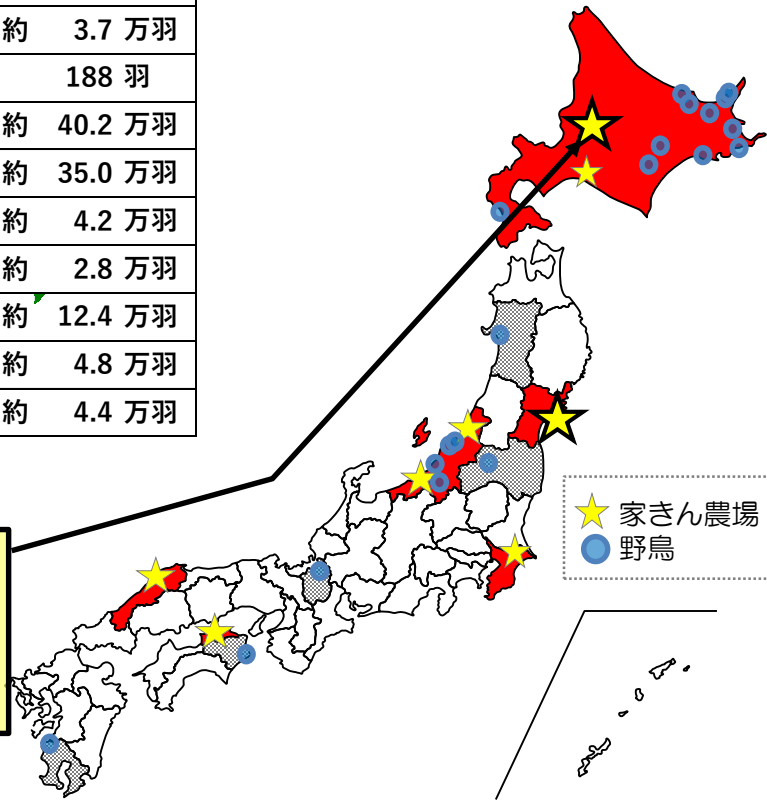 約 3.7 万羽
188 羽
約 40.2 万羽
約 35.0 万羽
約 4.2 万羽
約 2.8 万羽
約 12.4 万羽
約 4.8 万羽
約 4.4 万羽
家きん農場
野鳥